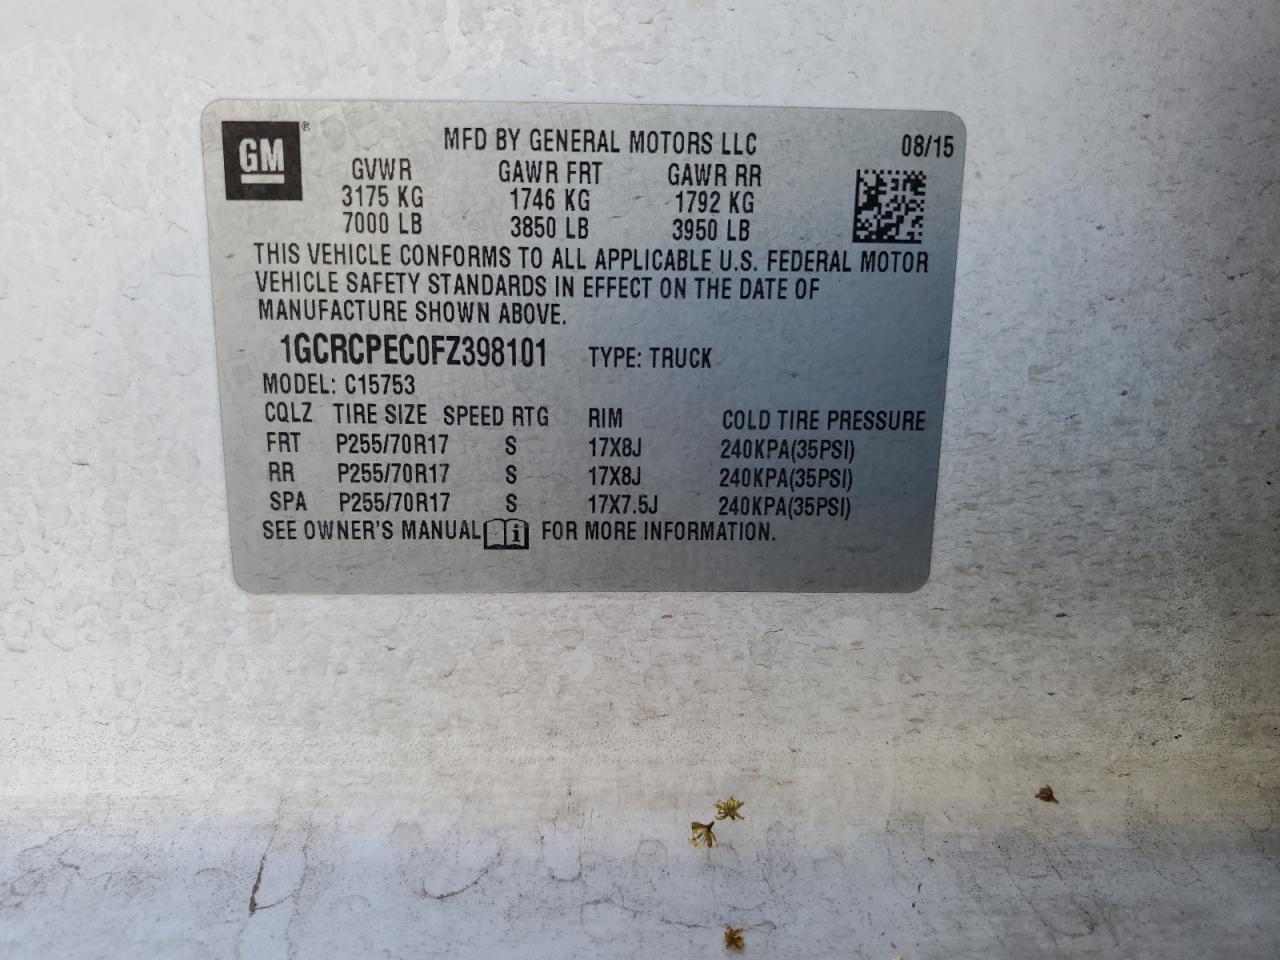 GM®
MFD BY GENERAL MOTORS LLC 08/15
GVWR GAWR FRT GAWR RR
3175 KG 1746 KG 1792 KG
7000 LB 3850 LB 3950 LB
THIS VEHICLE CONFORMS TO ALL APPLICABLE U.S. FEDERAL MOTOR
VEHICLE SAFETY STANDARDS IN EFFECT ON THE DATE OF
MANUFACTURE SHOWN ABOVE.
1GCRCPEC0FZ398101 TYPE: TRUCK
MODEL: C15753
CQLZ TIRE SIZE SPEED RTG RIM COLD TIRE PRESSURE
FRT P255/70R17 S 17X8J 240KPA(35PSI)
RR P255/70R17 S 17X8J 240KPA(35PSI)
SPA P255/70R17 S 17X7.5J 240KPA(35PSI)
SEE OWNER'S MANUAL i FOR MORE INFORMATION.